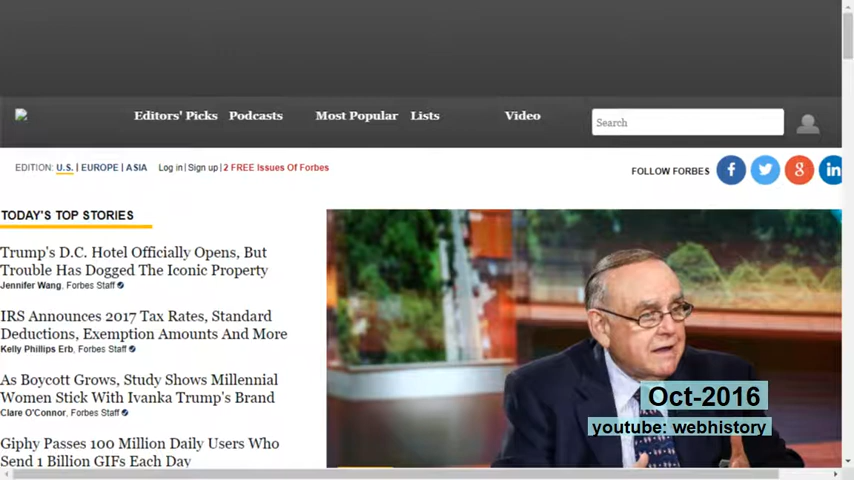 Editors' Picks Podcasts Most Popular Lists Video Search
EDITION: U.S. | EUROPE | ASIA Log in | Sign up | 2 FREE Issues Of Forbes FOLLOW FORBES f g in
TODAY'S TOP STORIES
Trump's D.C. Hotel Officially Opens, But
Trouble Has Dogged The Iconic Property
Jennifer Wang, Forbes Staff
IRS Announces 2017 Tax Rates, Standard
Deductions, Exemption Amounts And More
Kelly Phillips Erb, Forbes Staff
As Boycott Grows, Study Shows Millennial
Women Stick With Ivanka Trump's Brand
Clare O'Connor, Forbes Staff
Giphy Passes 100 Million Daily Users Who
Send 1 Billion GIFs Each Day
Oct-2016
youtube: webhistory